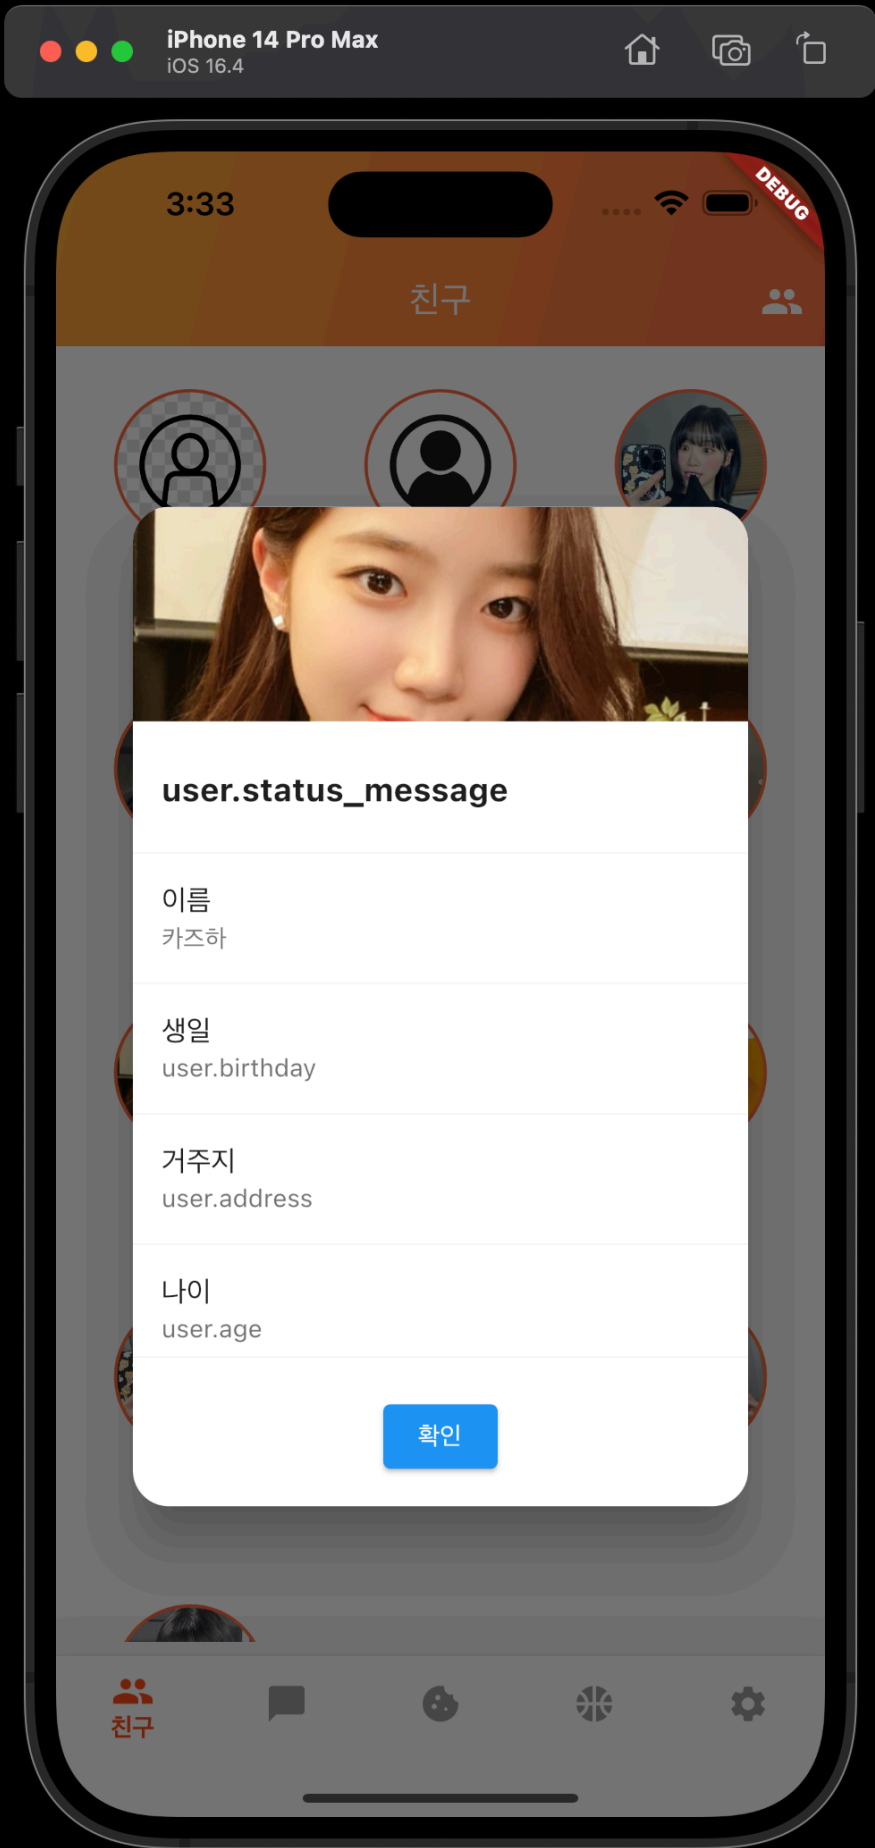 iPhone 14 Pro Max
iOS 16.4
3:33
DEBUG
친구
user.status_message
이름
카즈하
생일
user.birthday
거주지
user.address
나이
user.age
확인
친구